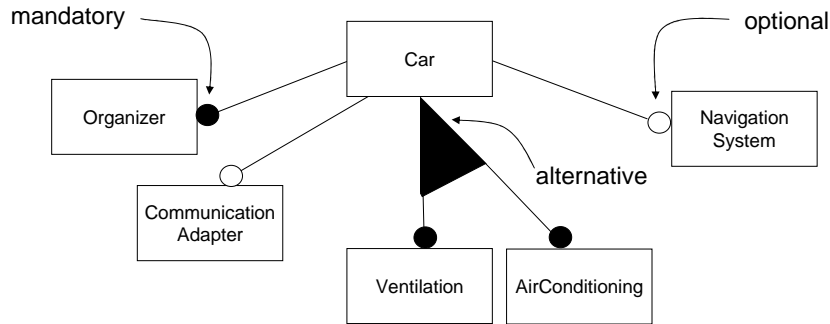 mandatory
optional
Car
Organizer
Navigation
System
alternative
Communication
Adapter
Ventilation
AirConditioning